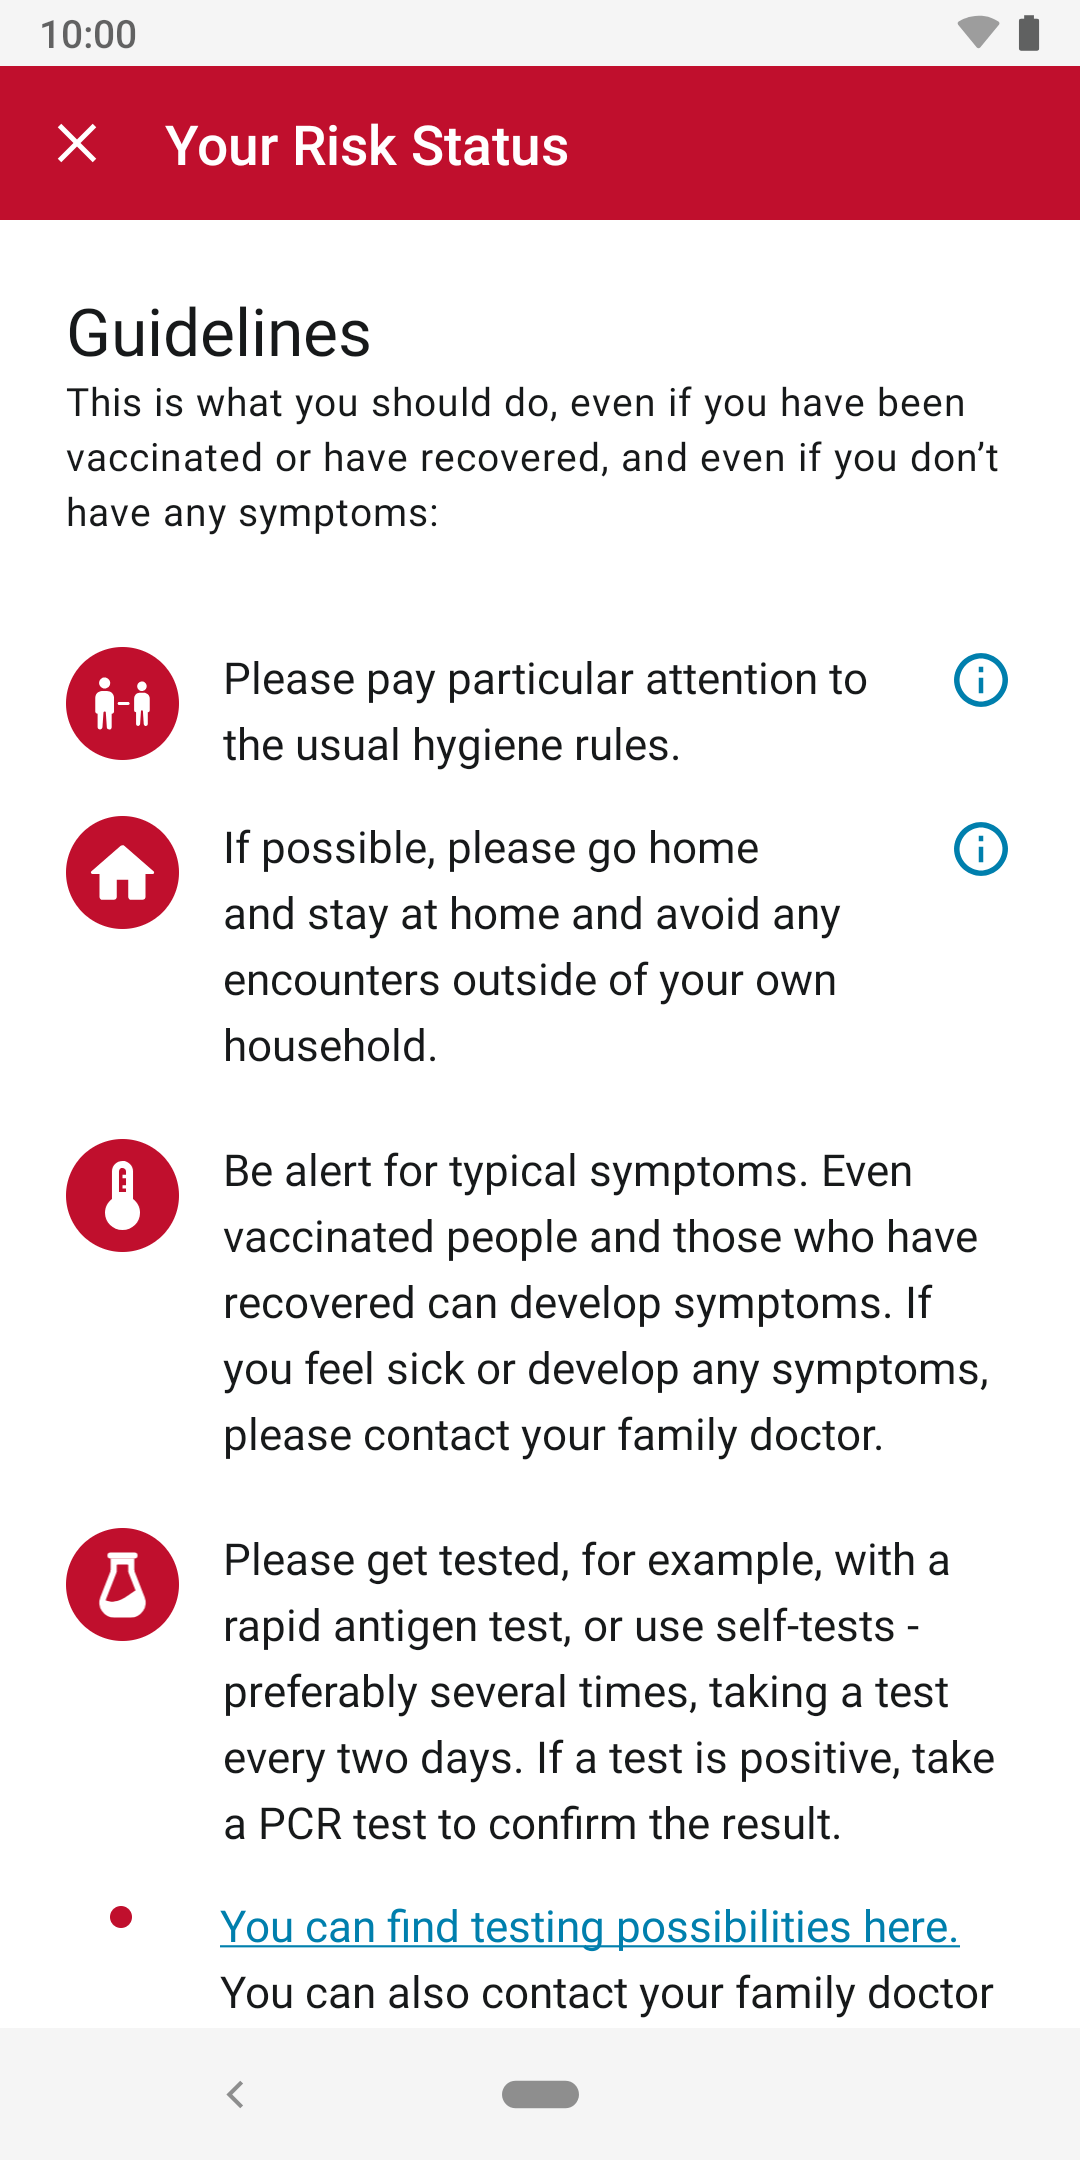 10:00
Your Risk Status
Guidelines
This is what you should do, even if you have been
vaccinated or have recovered, and even if you don’t
have any symptoms:
Please pay particular attention to
the usual hygiene rules.
If possible, please go home
and stay at home and avoid any
encounters outside of your own
household.
Be alert for typical symptoms. Even
vaccinated people and those who have
recovered can develop symptoms. If
you feel sick or develop any symptoms,
please contact your family doctor.
Please get tested, for example, with a
rapid antigen test, or use self-tests -
preferably several times, taking a test
every two days. If a test is positive, take
a PCR test to confirm the result.
You can find testing possibilities here.
You can also contact your family doctor